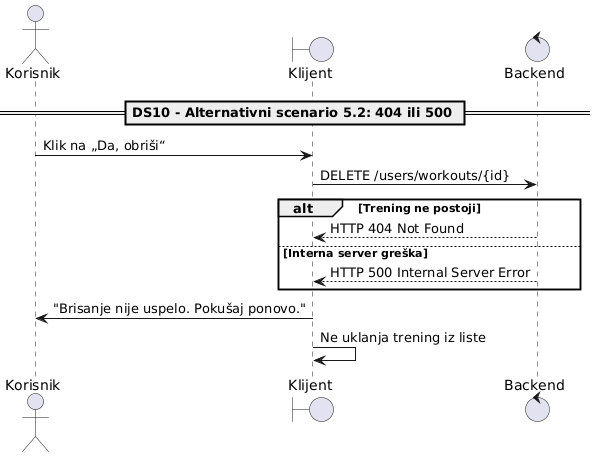 Korisnik
Klijent
Backend
DS10 - Alternativni scenario 5.2: 404 ili 500
Klik na „Da, obriši“
DELETE /users/workouts/{id}
alt [Trening ne postoji]
HTTP 404 Not Found
[Interna server greška]
HTTP 500 Internal Server Error
"Brisanje nije uspelo. Pokušaj ponovo."
Ne uklanja trening iz liste
Korisnik
Klijent
Backend